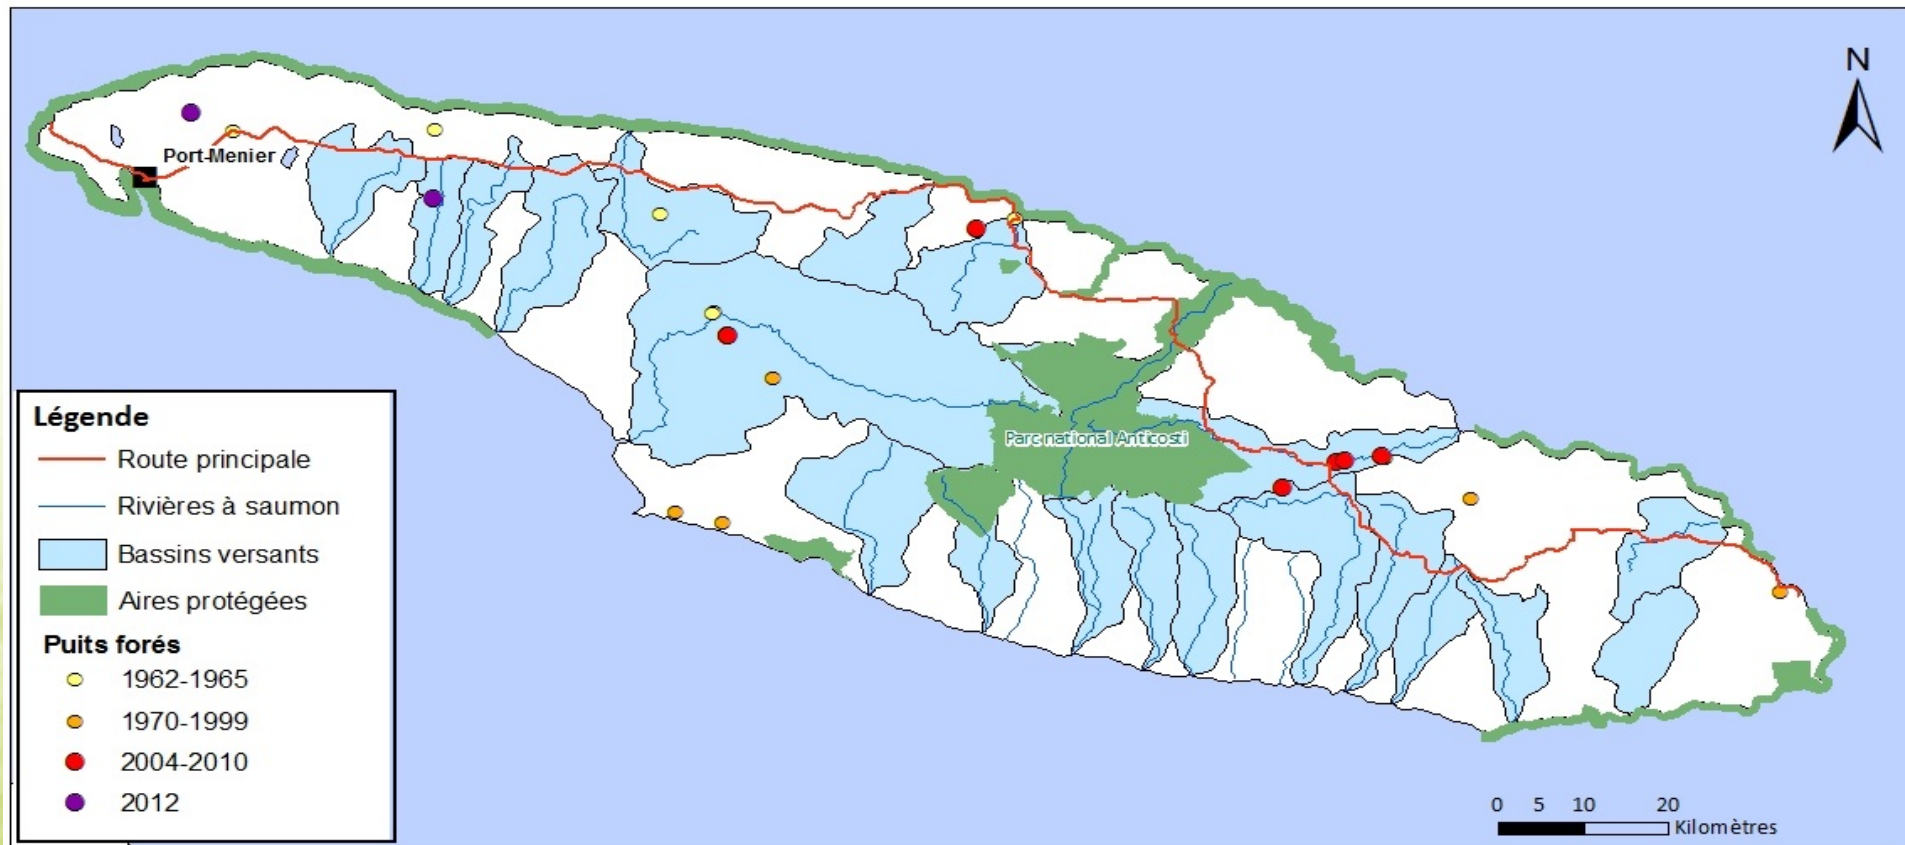 N
Port-Menier
Parc national Anticosti
Légende
Route principale
Rivières à saumon
Bassins versants
Aires protégées
Puits forés
1962-1965
1970-1999
2004-2010
2012
0 5 10 20
Kilomètres